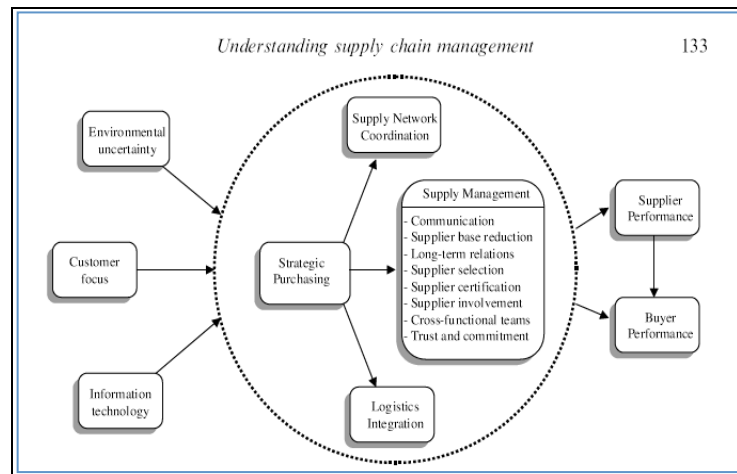 Understanding supply chain management
133
Environmental
uncertainty
Customer
focus
Information
technology
Supply Network
Coordination
Strategic
Purchasing
Supply Management
- Communication
- Supplier base reduction
- Long-term relations
- Supplier selection
- Supplier certification
- Supplier involvement
- Cross-functional teams
- Trust and commitment
Logistics
Integration
Supplier
Performance
Buyer
Performance